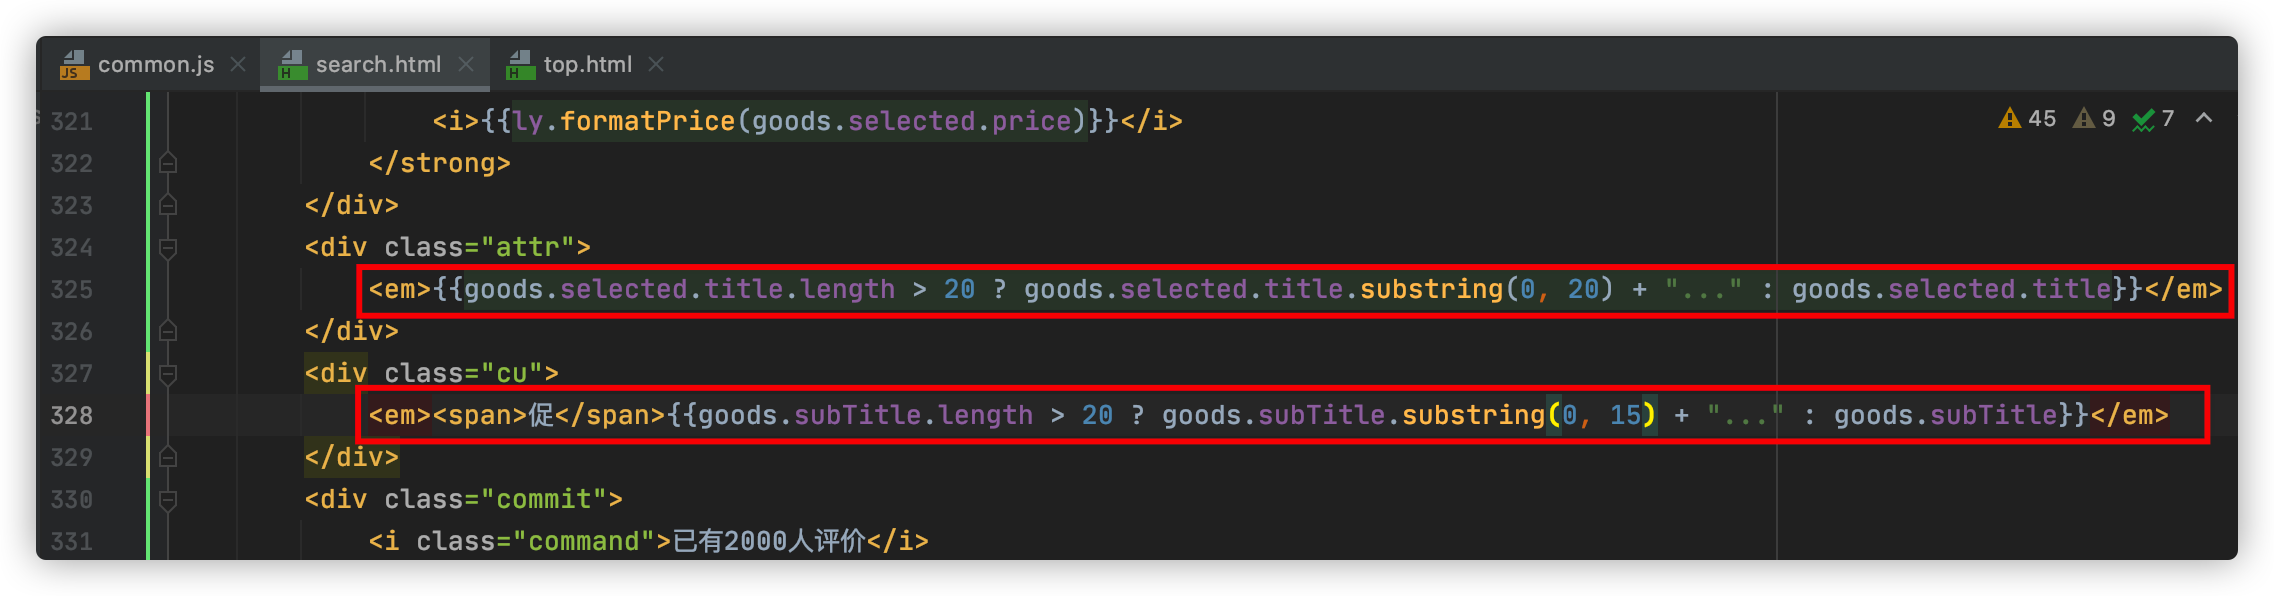 common.js search.html top.html
321 <i>{{ly.formatPrice(goods.selected.price)}}</i> 45 9 7
322 </strong>
323 </div>
324 <div class="attr">
325 <em>{{goods.selected.title.length > 20 ? goods.selected.title.substring(0, 20) + "..." : goods.selected.title}}</em>
326 </div>
327 <div class="cu">
328 <em><span>促</span>{{goods.subTitle.length > 20 ? goods.subTitle.substring(0, 15) + "..." : goods.subTitle}}</em>
329 </div>
330 <div class="commit">
331 <i class="command">已有2000人评价</i>